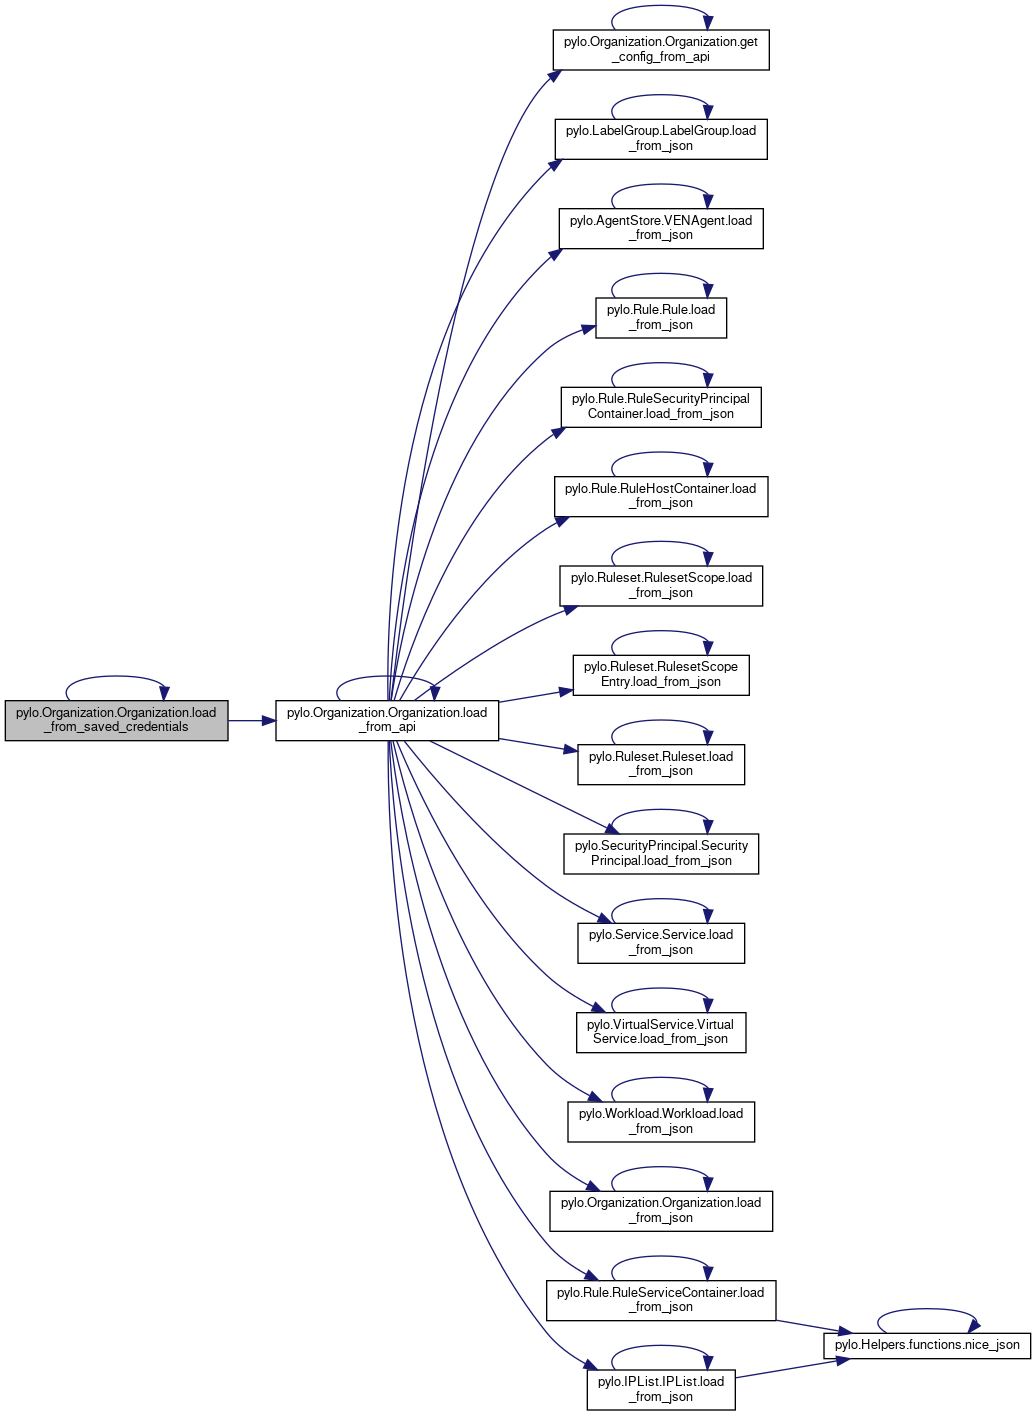 pylo.Organization.Organization.get
_config_from_api
pylo.LabelGroup.LabelGroup.load
_from_json
pylo.AgentStore.VENAgent.load
_from_json
pylo.Rule.Rule.load
_from_json
pylo.Rule.RuleSecurityPrincipal
Container.load_from_json
pylo.Rule.RuleHostContainer.load
_from_json
pylo.Ruleset.RulesetScope.load
_from_json
pylo.Ruleset.RulesetScope
Entry.load_from_json
pylo.Organization.Organization.load
_from_saved_credentials
pylo.Organization.Organization.load
_from_api
pylo.Ruleset.Ruleset.load
_from_json
pylo.SecurityPrincipal.Security
Principal.load_from_json
pylo.Service.Service.load
_from_json
pylo.VirtualService.Virtual
Service.load_from_json
pylo.Workload.Workload.load
_from_json
pylo.Organization.Organization.load
_from_json
pylo.Rule.RuleServiceContainer.load
_from_json
pylo.Helpers.functions.nice_json
pylo.IPList.IPList.load
_from_json